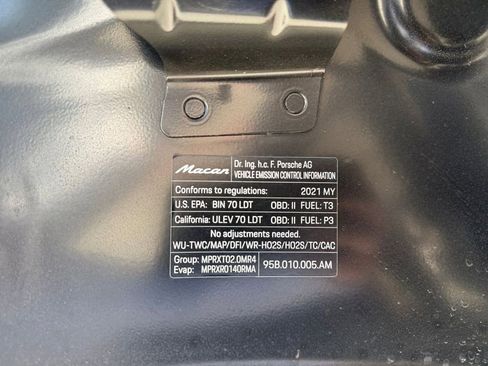 Macan
Dr. Ing. h.c. F. Porsche AG
VEHICLE EMISSION CONTROL INFORMATION
Conforms to regulations: 2021 MY
U.S. EPA: BIN 70 LDT OBD: II FUEL: T3
California: ULEV 70 LDT OBD: II FUEL: P3
No adjustments needed.
WU-TWC/MAP/DFI/WR-HO2S/HO2S/TC/CAC
Group: MPRXT02.0MR4
Evap: MPRXR0140RMA
95B.010.005.AM